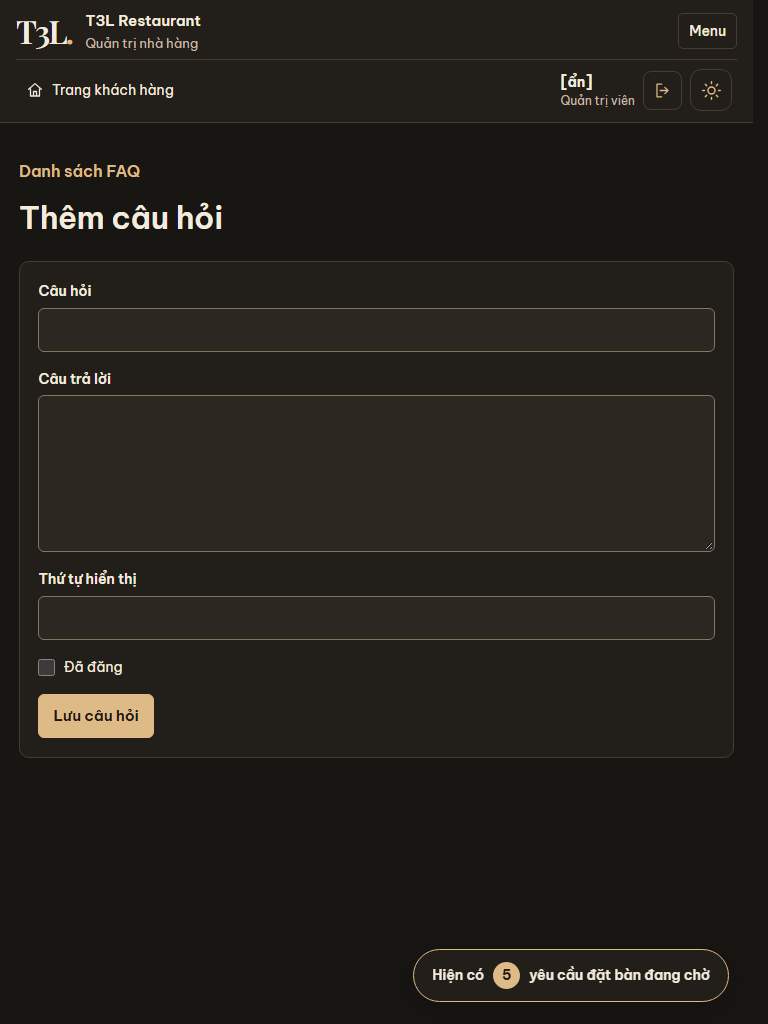 T3L.
T3L Restaurant
Quản trị nhà hàng
Menu
Trang khách hàng
[ẩn]
Quản trị viên
Danh sách FAQ
Thêm câu hỏi
Câu hỏi
Câu trả lời
Thứ tự hiển thị
Đã đăng
Lưu câu hỏi
Hiện có 5 yêu cầu đặt bàn đang chờ